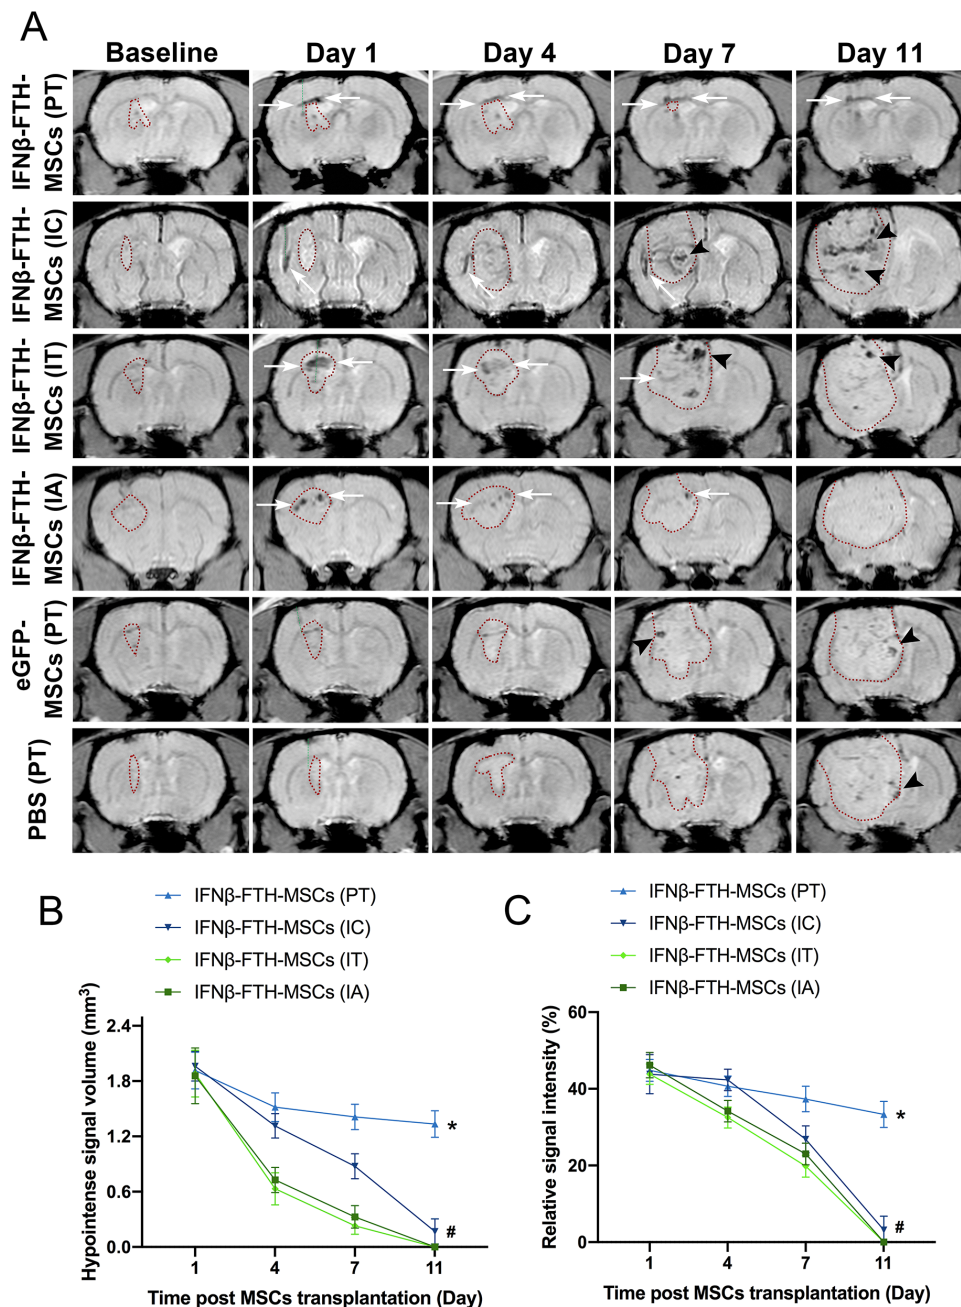 A
Baseline
Day 1
Day 4
Day 7
Day 11
IFNβ-FTH-
MSCs (PT)
IFNβ-FTH-
MSCs (IC)
IFNβ-FTH-
MSCs (IT)
IFNβ-FTH-
MSCs (IA)
eGFP-
MSCs (PT)
PBS (PT)
B
IFNβ-FTH-MSCs (PT)
IFNβ-FTH-MSCs (IC)
IFNβ-FTH-MSCs (IT)
IFNβ-FTH-MSCs (IA)
Hypointense signal volume (mm³)
2.4
1.8
1.2
0.6
0.0
*
#
1
4
7
11
Time post MSCs transplantation (Day)
C
IFNβ-FTH-MSCs (PT)
IFNβ-FTH-MSCs (IC)
IFNβ-FTH-MSCs (IT)
IFNβ-FTH-MSCs (IA)
Relative signal intensity (%)
60
40
20
0
*
#
1
4
7
11
Time post MSCs transplantation (Day)